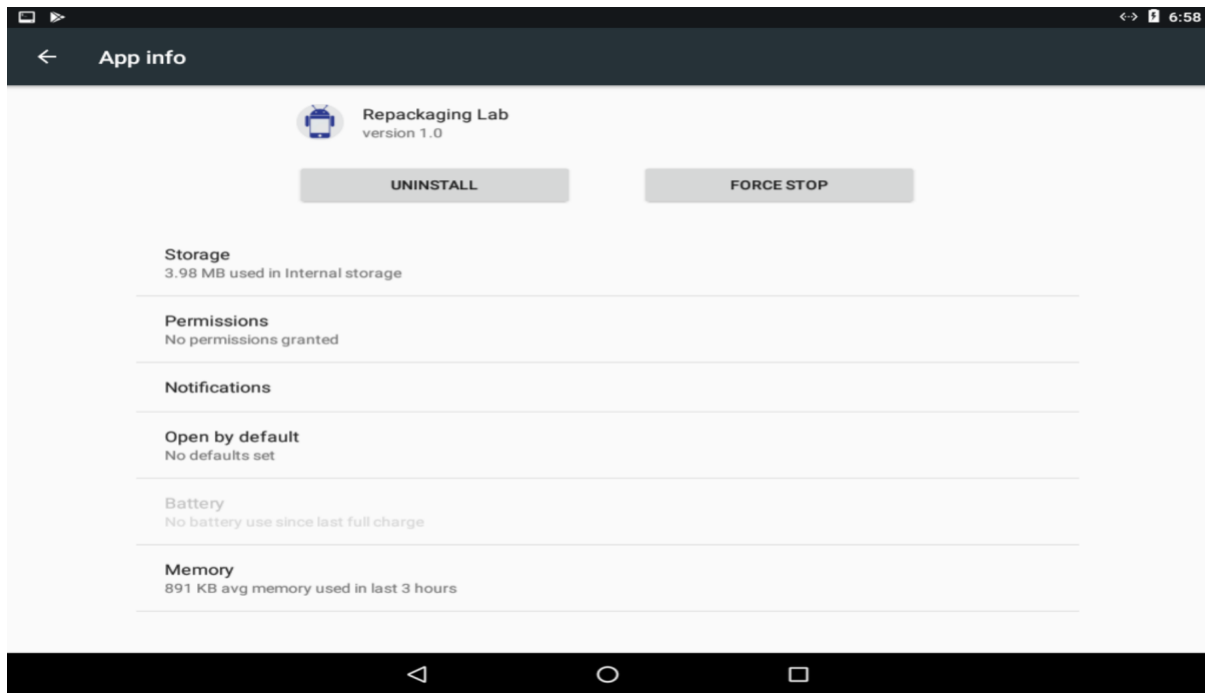 6:58
App info
Repackaging Lab
version 1.0
UNINSTALL
FORCE STOP
Storage
3.98 MB used in Internal storage
Permissions
No permissions granted
Notifications
Open by default
No defaults set
Battery
No battery use since last full charge
Memory
891 KB avg memory used in last 3 hours